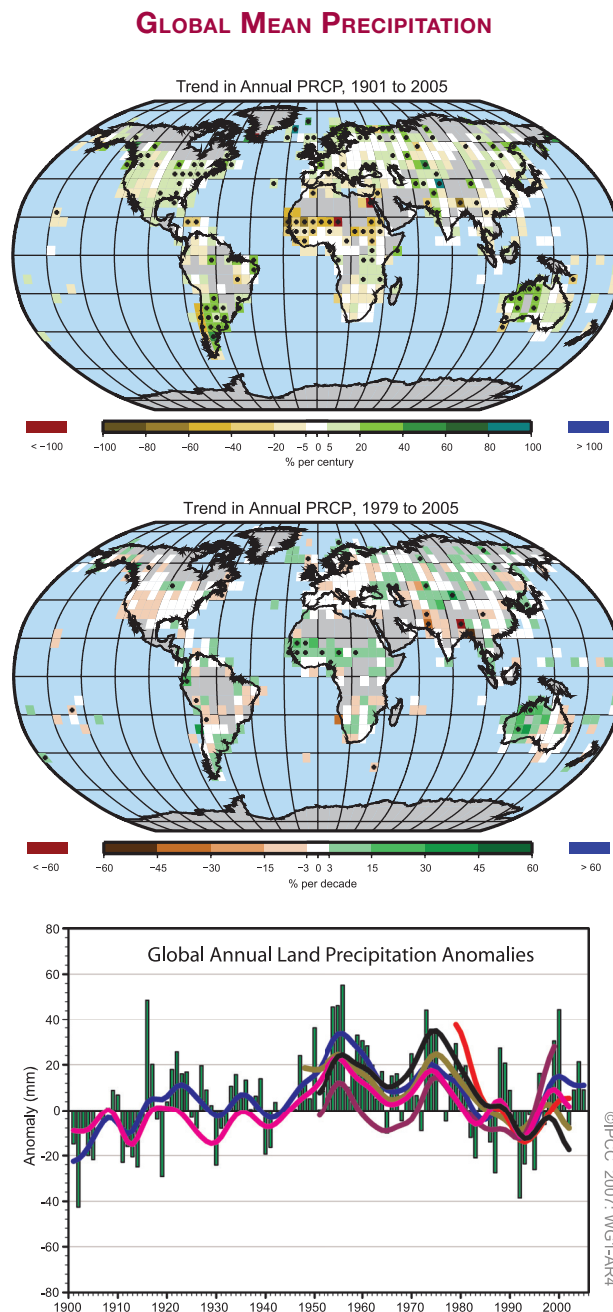 GLOBAL MEAN PRECIPITATION
Trend in Annual PRCP, 1901 to 2005
< −100
−100 −80 −60 −40 −20 −5 0 5 20 40 60 80 100
> 100
% per century
Trend in Annual PRCP, 1979 to 2005
< −60
−60 −45 −30 −15 −3 0 3 15 30 45 60
> 60
% per decade
Global Annual Land Precipitation Anomalies
Anomaly (mm)
80
60
40
20
0
-20
-40
-60
-80
1900 1910 1920 1930 1940 1950 1960 1970 1980 1990 2000
©IPCC 2007: WG1-AR4